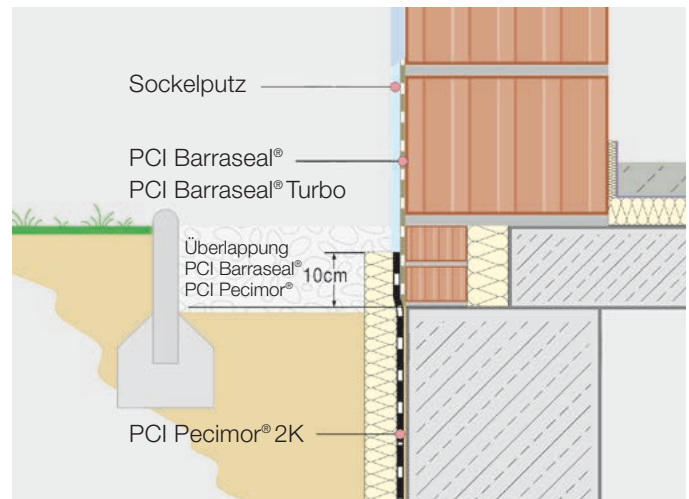 Sockelputz
PCI Barraseal®
PCI Barraseal® Turbo
Überlappung
PCI Barraseal®
PCI Pecimor®
10cm
PCI Pecimor® 2K